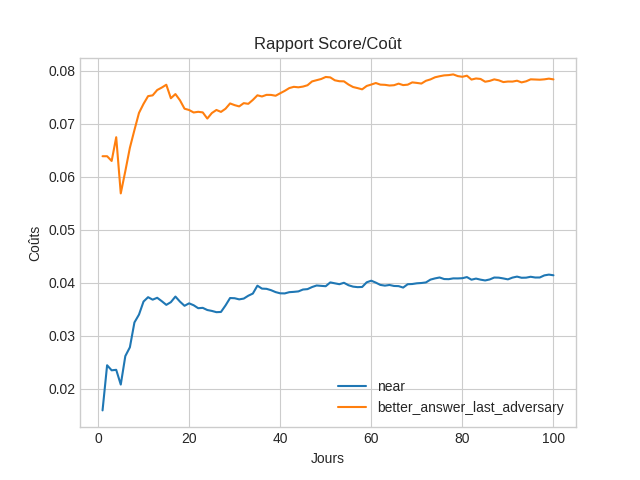 Rapport Score/Coût
0.08
0.07
0.06
0.05
0.04
0.03
0.02
Coûts
near
better_answer_last_adversary
0 20 40 60 80 100
Jours